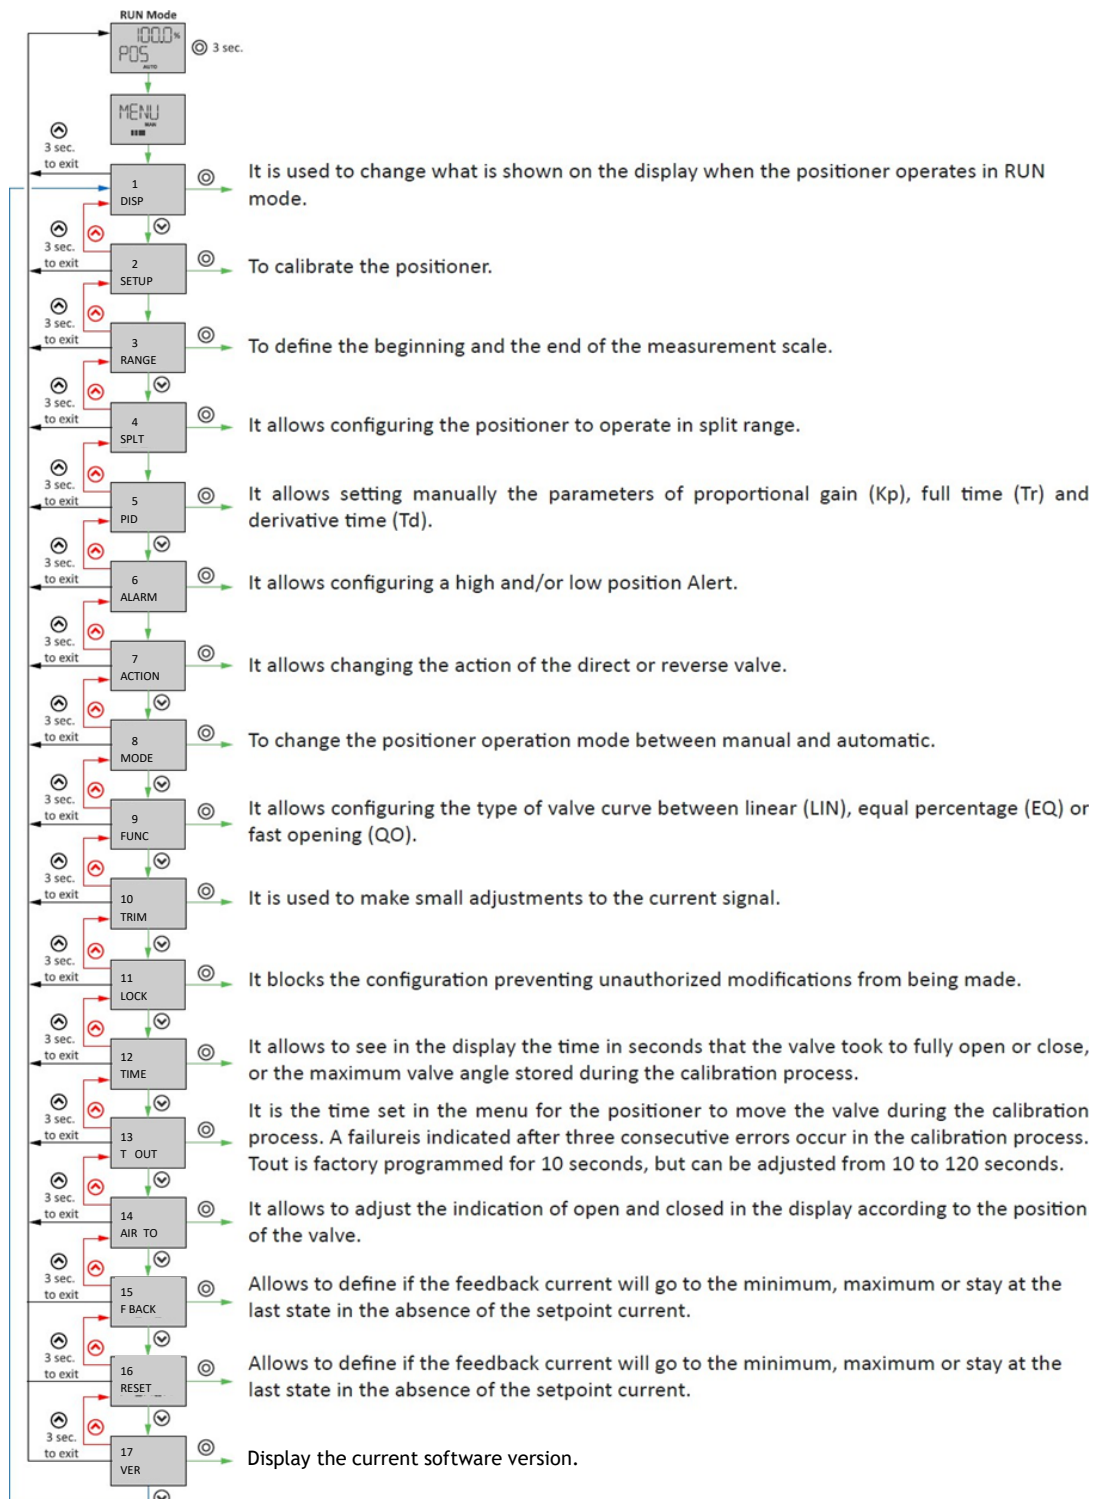 RUN Mode
100.0%
POS
AUTO
3 sec.
MENU
3 sec.
to exit
1
DISP
It is used to change what is shown on the display when the positioner operates in RUN
mode.
3 sec.
to exit
2
SETUP
To calibrate the positioner.
3 sec.
to exit
3
RANGE
To define the beginning and the end of the measurement scale.
3 sec.
to exit
4
SPLT
It allows configuring the positioner to operate in split range.
3 sec.
to exit
5
PID
It allows setting manually the parameters of proportional gain (Kp), full time (Tr) and
derivative time (Td).
3 sec.
to exit
6
ALARM
It allows configuring a high and/or low position Alert.
3 sec.
to exit
7
ACTION
It allows changing the action of the direct or reverse valve.
3 sec.
to exit
8
MODE
To change the positioner operation mode between manual and automatic.
3 sec.
to exit
9
FUNC
It allows configuring the type of valve curve between linear (LIN), equal percentage (EQ) or
fast opening (QO).
3 sec.
to exit
10
TRIM
It is used to make small adjustments to the current signal.
3 sec.
to exit
11
LOCK
It blocks the configuration preventing unauthorized modifications from being made.
3 sec.
to exit
12
TIME
It allows to see in the display the time in seconds that the valve took to fully open or close,
or the maximum valve angle stored during the calibration process.
3 sec.
to exit
13
T OUT
It is the time set in the menu for the positioner to move the valve during the calibration
process. A failureis indicated after three consecutive errors occur in the calibration process.
Tout is factory programmed for 10 seconds, but can be adjusted from 10 to 120 seconds.
3 sec.
to exit
14
AIR TO
It allows to adjust the indication of open and closed in the display according to the position
of the valve.
3 sec.
to exit
15
F BACK
Allows to define if the feedback current will go to the minimum, maximum or stay at the
last state in the absence of the setpoint current.
3 sec.
to exit
16
RESET
Allows to define if the feedback current will go to the minimum, maximum or stay at the
last state in the absence of the setpoint current.
3 sec.
to exit
17
VER
Display the current software version.